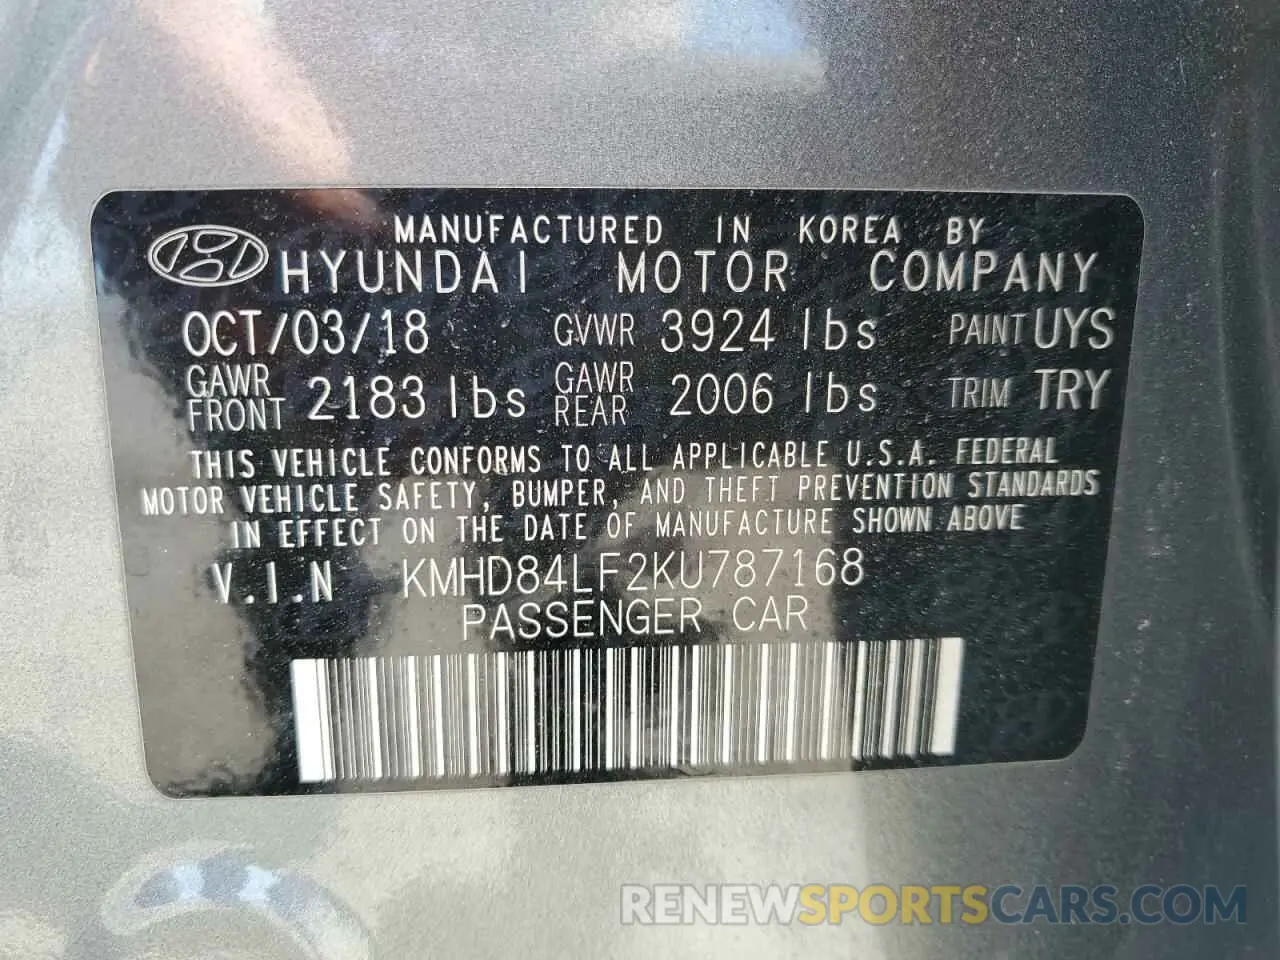 MANUFACTURED IN KOREA BY
HYUNDAI MOTOR COMPANY
OCT/03/18 GVWR 3924 lbs PAINT UYS
GAWR FRONT 2183 lbs GAWR REAR 2006 lbs TRIM TRY
THIS VEHICLE CONFORMS TO ALL APPLICABLE U.S.A. FEDERAL
MOTOR VEHICLE SAFETY, BUMPER, AND THEFT PREVENTION STANDARDS
IN EFFECT ON THE DATE OF MANUFACTURE SHOWN ABOVE
V.I.N KMHD84LF2KU787168
PASSENGER CAR
RENEWSPORTSCARS.COM